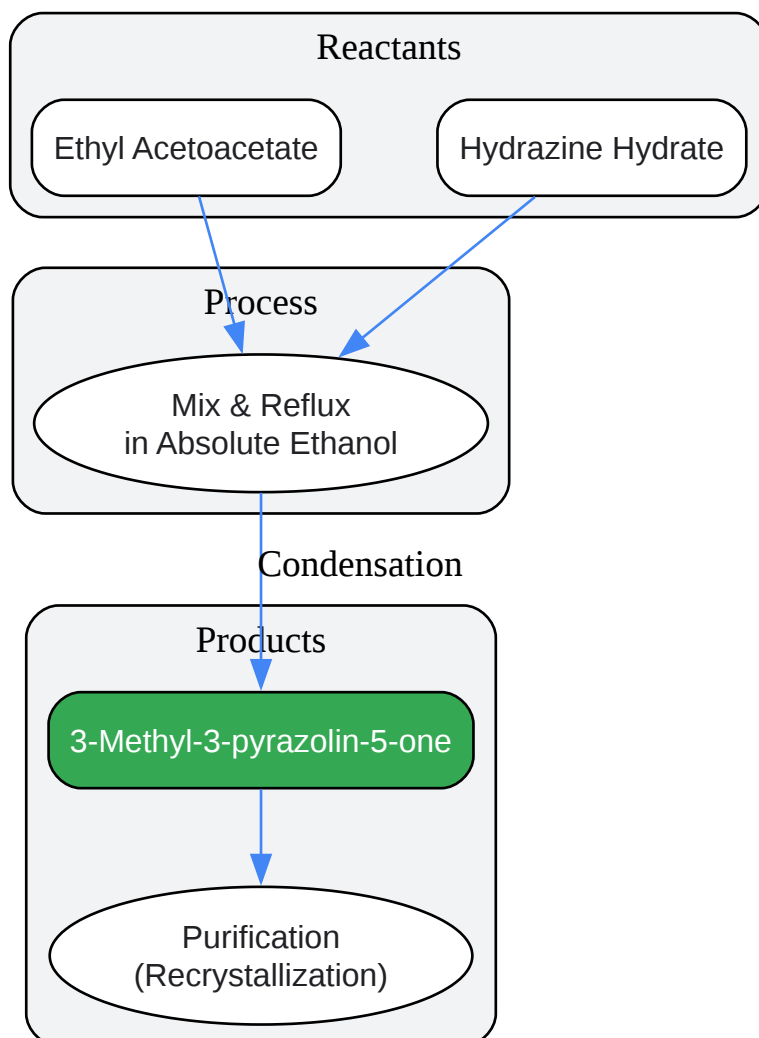 Reactants
Ethyl Acetoacetate
Hydrazine Hydrate
Process
Mix & Reflux
in Absolute Ethanol
Condensation
Products
3-Methyl-3-pyrazolin-5-one
Purification
(Recrystallization)